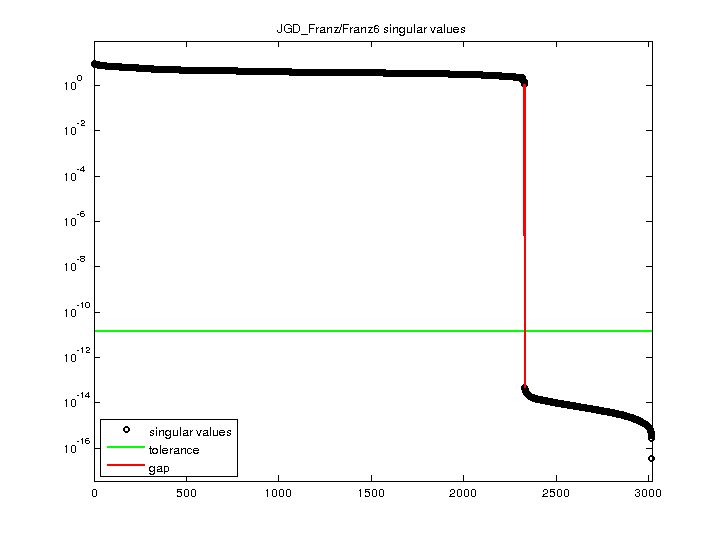 JGD_Franz/Franz6 singular values
10^0
10^-2
10^-4
10^-6
10^-8
10^-10
10^-12
10^-14
10^-16
singular values
tolerance
gap
0 500 1000 1500 2000 2500 3000